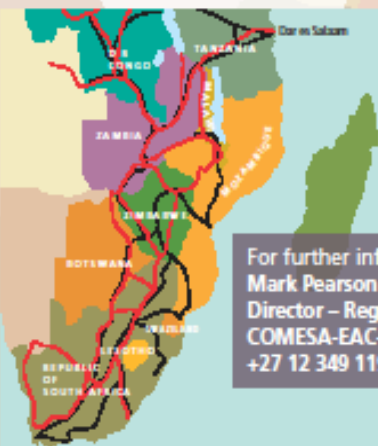 Dar es Salaam
TANZANIA
D R
CONGO
MALAWI
ZAMBIA
MOZAMBIQUE
ZIMBABWE
BOTSWANA
For further inf
Mark Pearson
Director – Reg
COMESA-EAC-
+27 12 349 11
SWAZILAND
LESOTHO
REPUBLIC
OF
SOUTH AFRICA